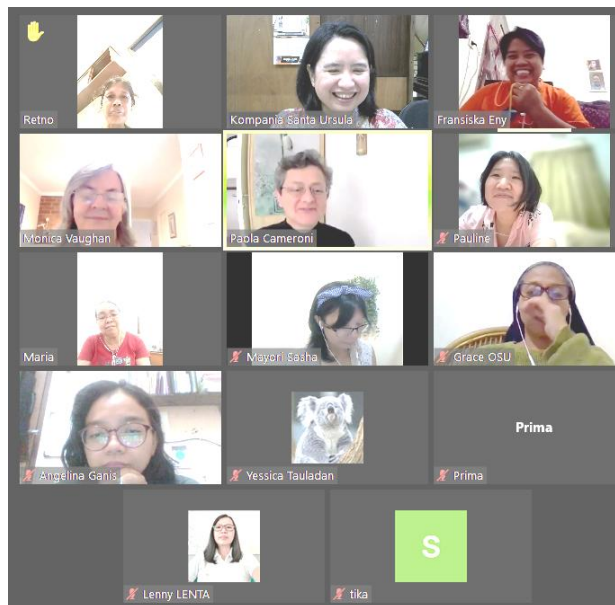 Retno
Kompania Santa Ursula
Fransiska Eny
Monica Vaughan
Paola Cameroni
Pauline
Maria
Mayori Sasha
Grace OSU
Angelina Ganis
Yessica Tauladan
Prima
Prima
Lenny LENTA
S
tika